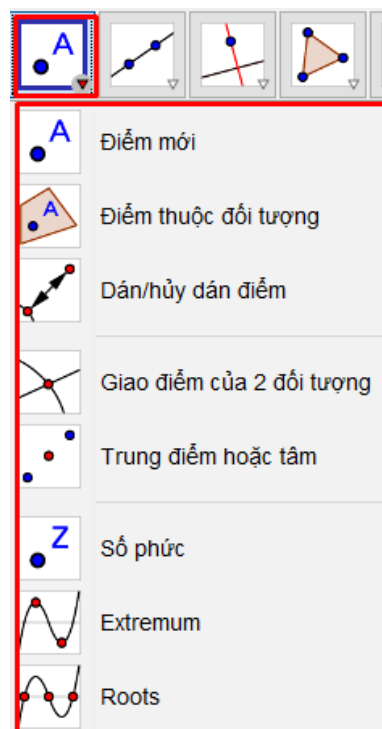 A
A
Điểm mới
A
Điểm thuộc đối tượng
Dán/hủy dán điểm
Giao điểm của 2 đối tượng
Trung điểm hoặc tâm
Z
Số phức
Extremum
Roots